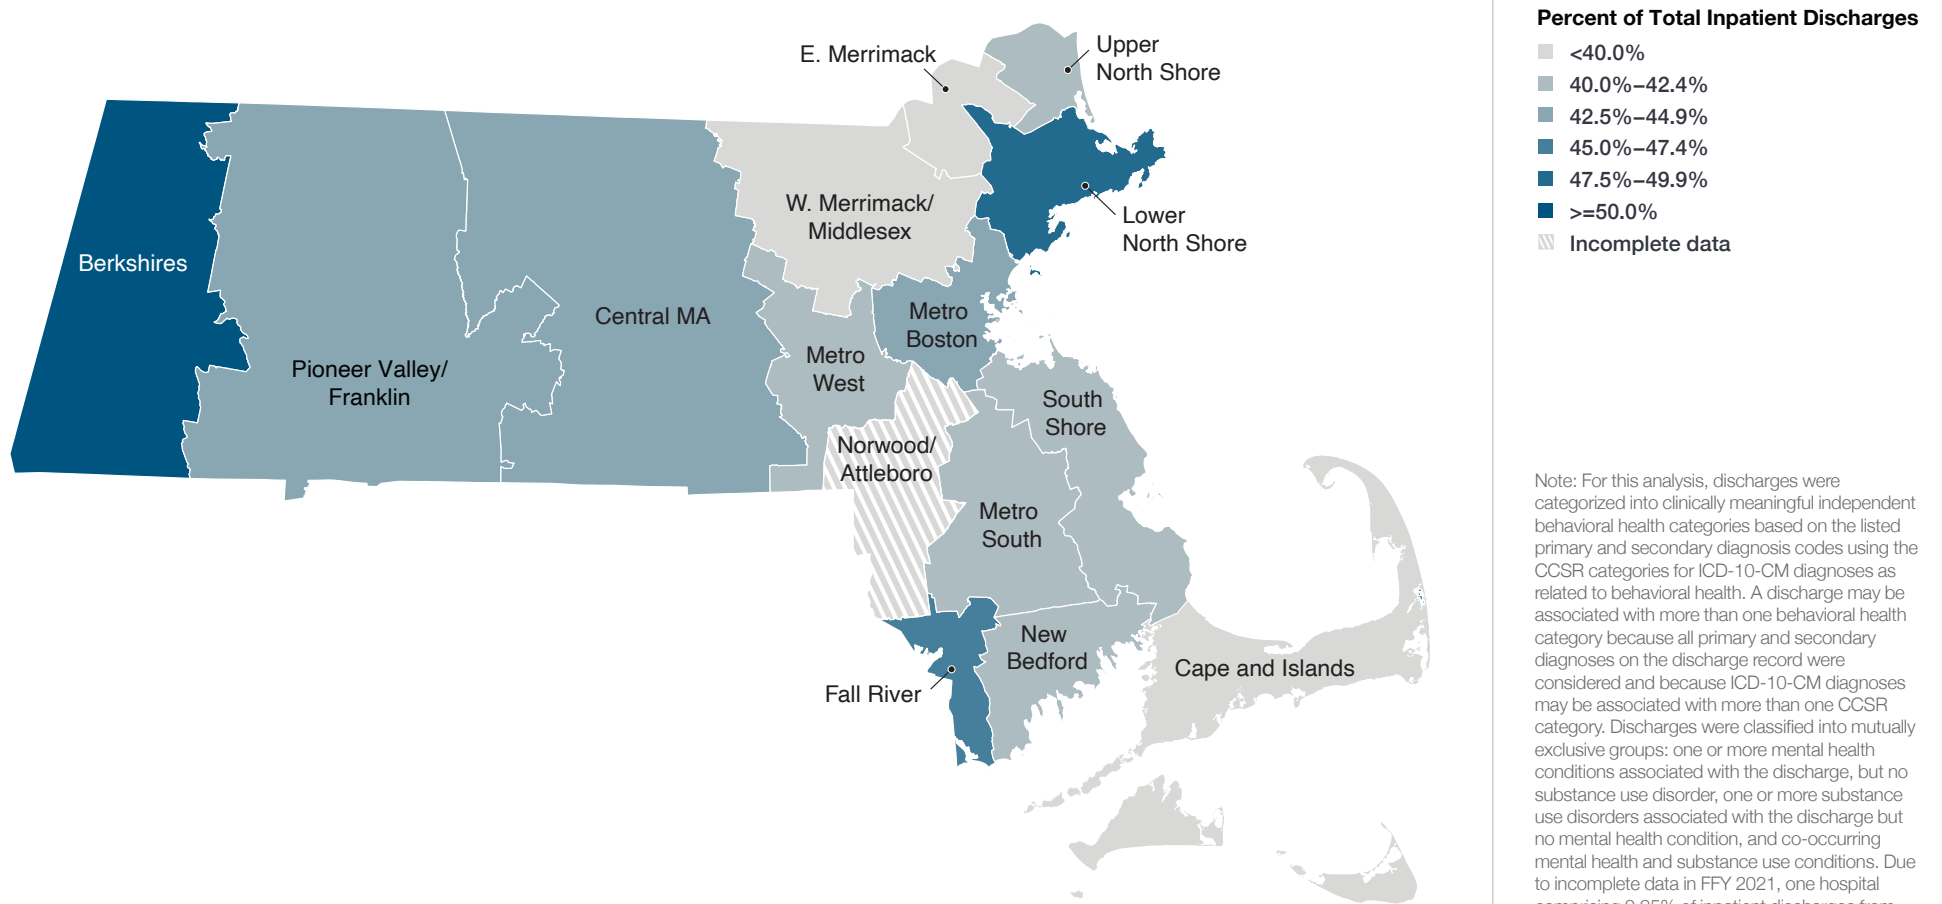 E. Merrimack
Upper
North Shore
Berkshires
W. Merrimack/
Middlesex
Lower
North Shore
Central MA
Metro
Boston
Pioneer Valley/
Franklin
Metro
West
South
Shore
Norwood/
Attleboro
Metro
South
New
Bedford
Cape and Islands
Fall River
Percent of Total Inpatient Discharges
<40.0%
40.0%–42.4%
42.5%–44.9%
45.0%–47.4%
47.5%–49.9%
>=50.0%
Incomplete data
Note: For this analysis, discharges were
categorized into clinically meaningful independent
behavioral health categories based on the listed
primary and secondary diagnosis codes using the
CCSR categories for ICD-10-CM diagnoses as
related to behavioral health. A discharge may be
associated with more than one behavioral health
category because all primary and secondary
diagnoses on the discharge record were
considered and because ICD-10-CM diagnoses
may be associated with more than one CCSR
category. Discharges were classified into mutually
exclusive groups: one or more mental health
conditions associated with the discharge, but no
substance use disorder, one or more substance
use disorders associated with the discharge but
no mental health condition, and co-occurring
mental health and substance use conditions. Due
to incomplete data in FFY 2021, one hospital
of inpatient discharges from